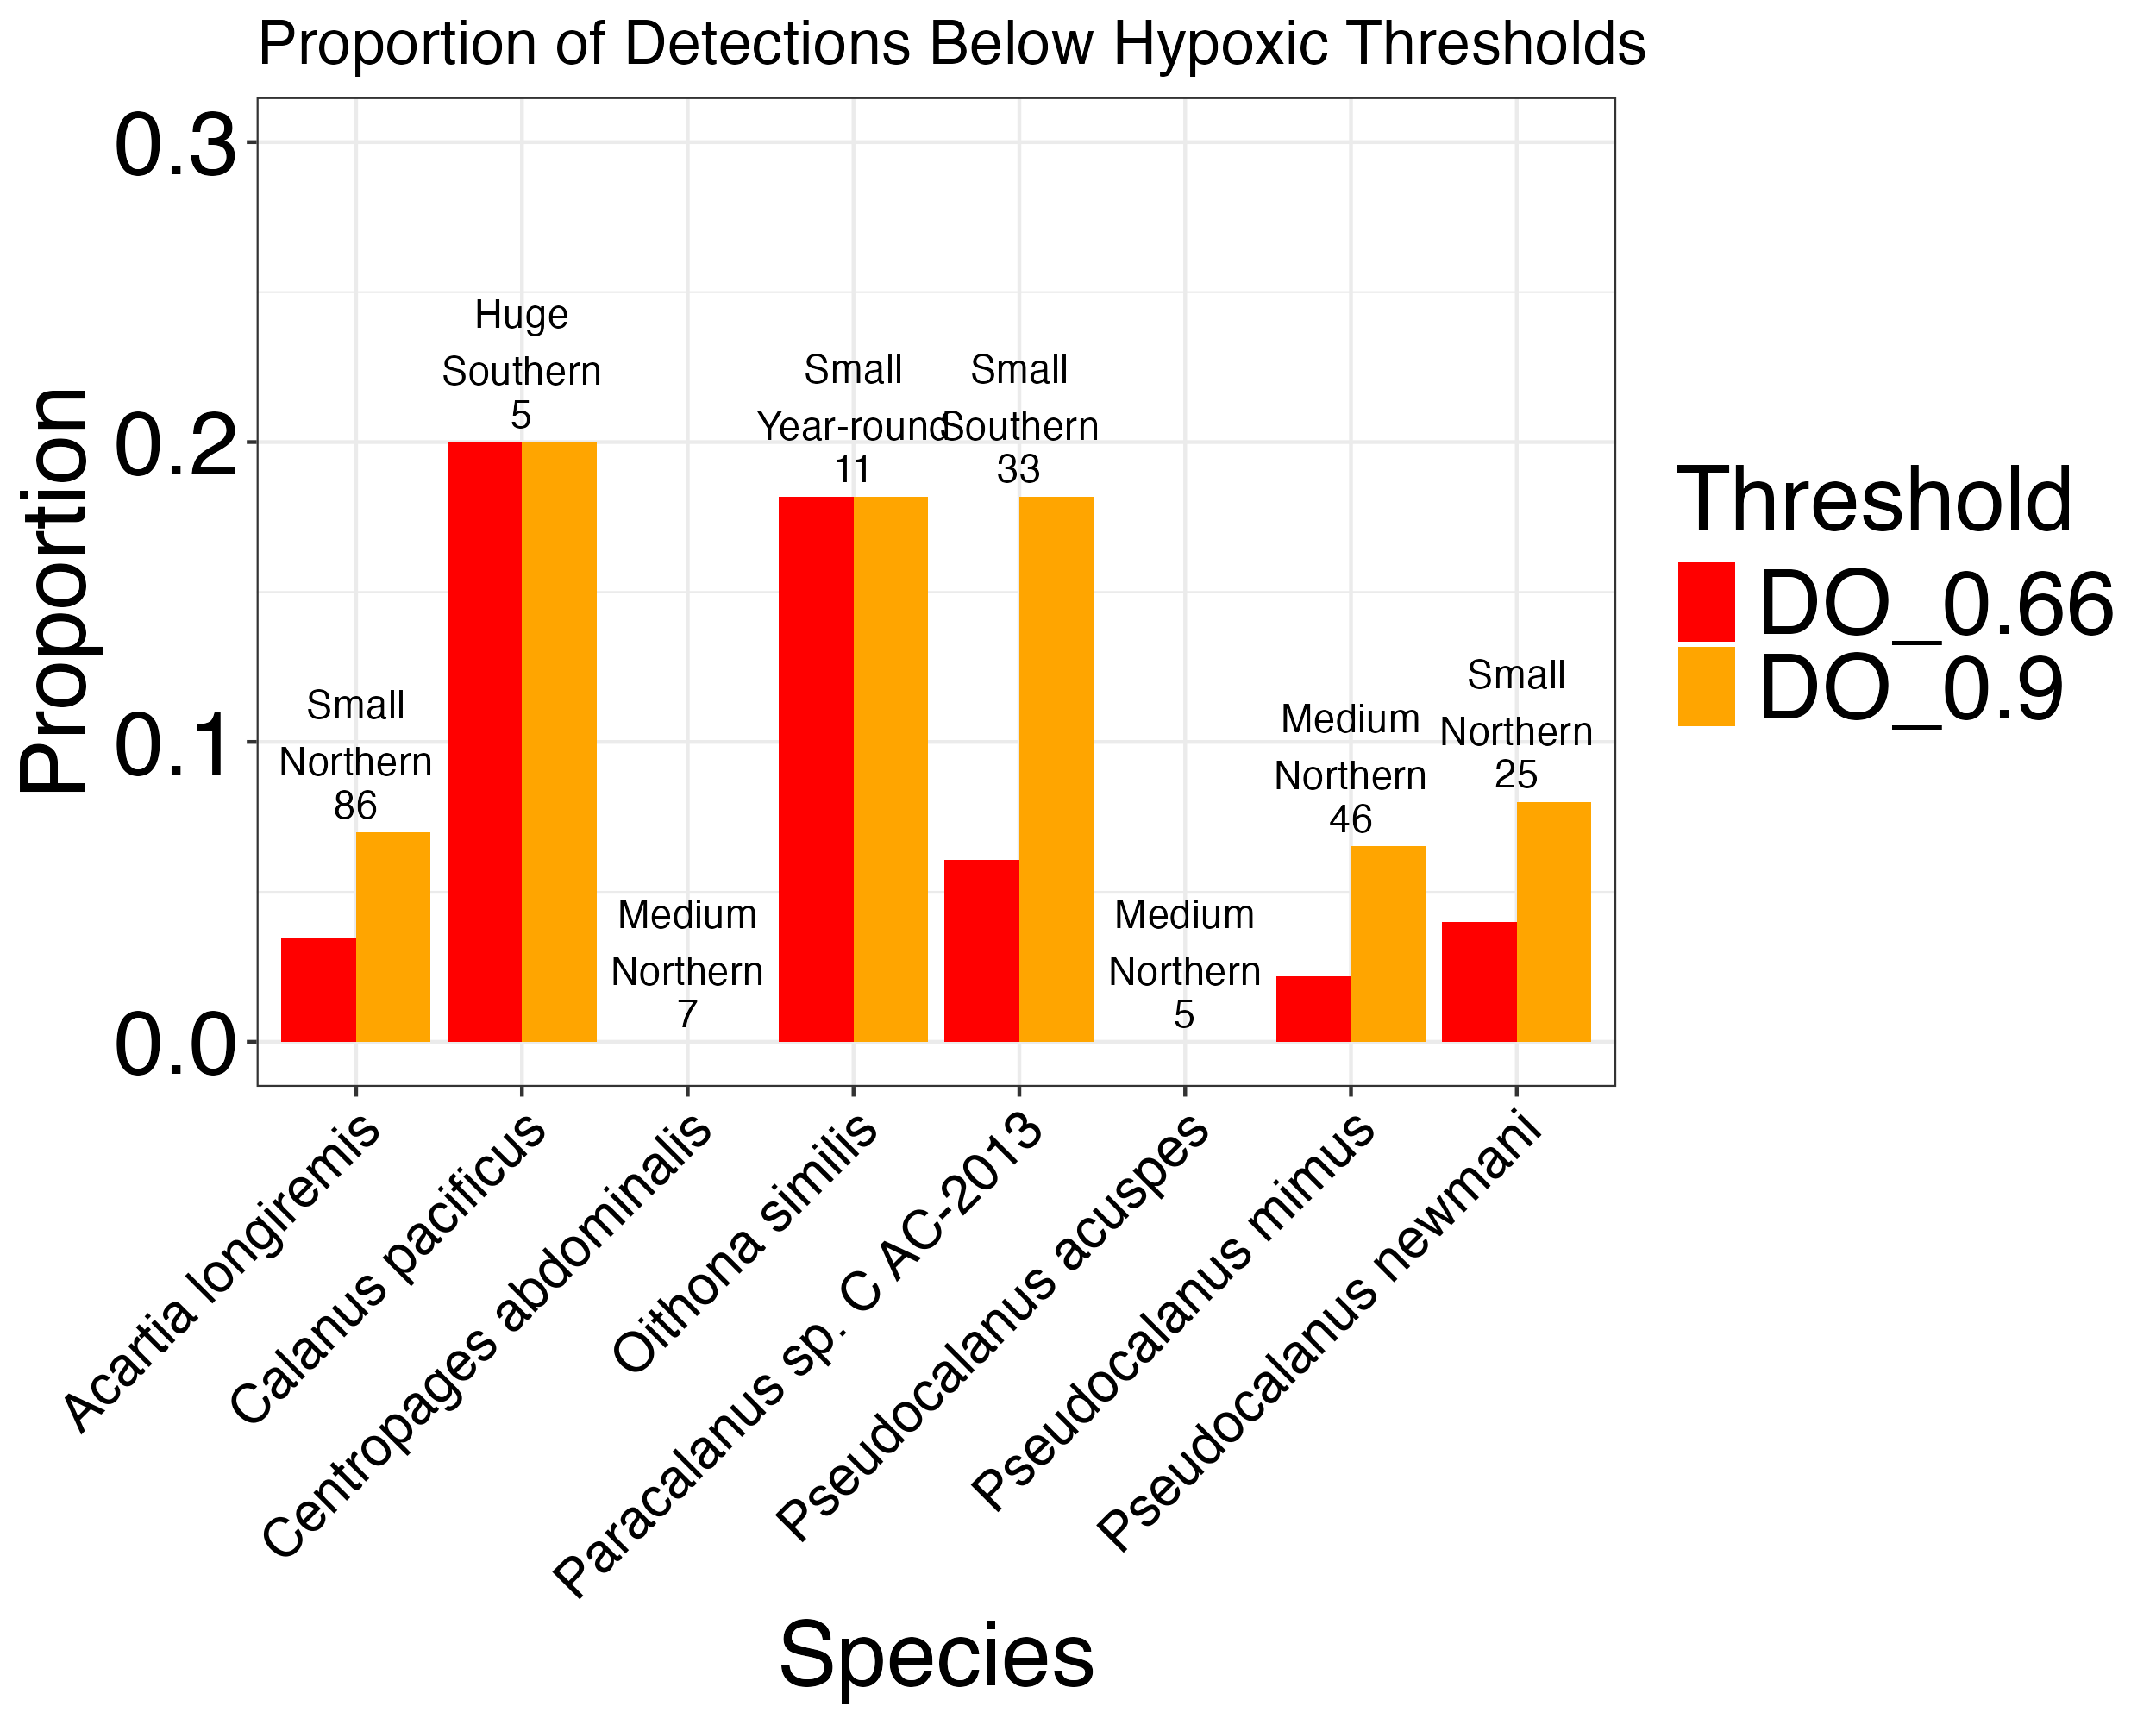 Proportion of Detections Below Hypoxic Thresholds
Proportion
0.3
0.2
0.1
0.0
Small
Northern
86
Huge
Southern
5
Medium
Northern
7
Small
Year-round
11
Small
Southern
33
Medium
Northern
5
Medium
Northern
46
Small
Northern
25
Acartia longiremis
Calanus pacificus
Centropages abdominalis
Oithona similis
Paracalanus sp. C AC-2013
Pseudocalanus acuspes
Pseudocalanus mimus
Pseudocalanus newmani
Species
Threshold
DO_0.66
DO_0.9